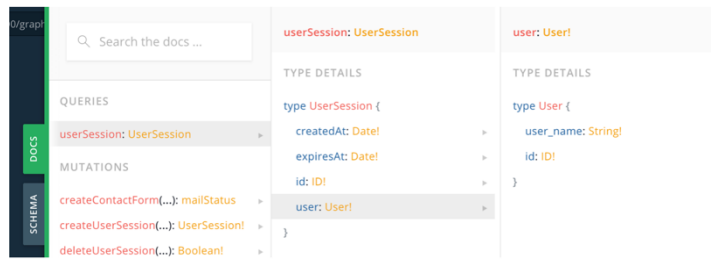 0/graph
DOCS
SCHEMA
Search the docs ...
QUERIES
userSession: UserSession
MUTATIONS
createContactForm(...): mailStatus
createUserSession(...): UserSession!
deleteUserSession(...): Boolean!
userSession: UserSession
TYPE DETAILS
type UserSession {
createdAt: Date!
expiresAt: Date!
id: ID!
user: User!
}
user: User!
TYPE DETAILS
type User {
user_name: String!
id: ID!
}